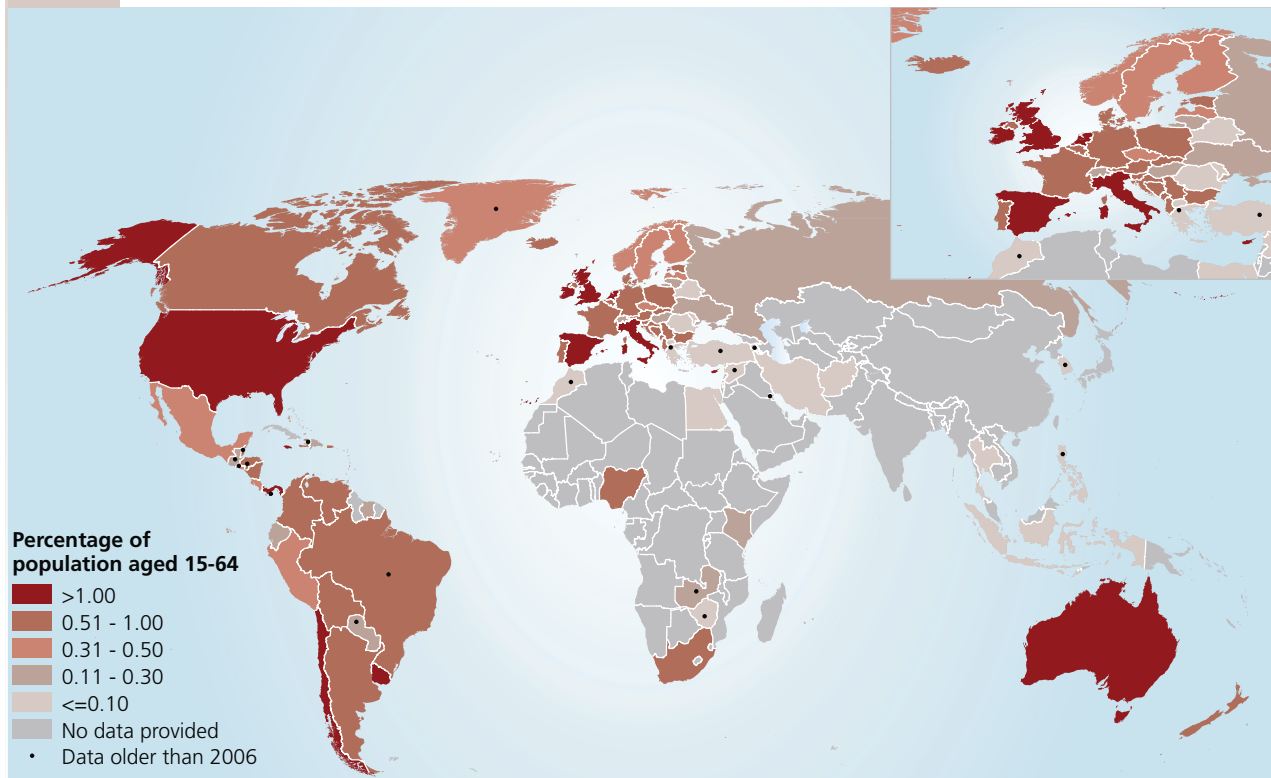 Percentage of
population aged 15-64
>1.00
0.51 - 1.00
0.31 - 0.50
0.11 - 0.30
<=0.10
No data provided
Data older than 2006